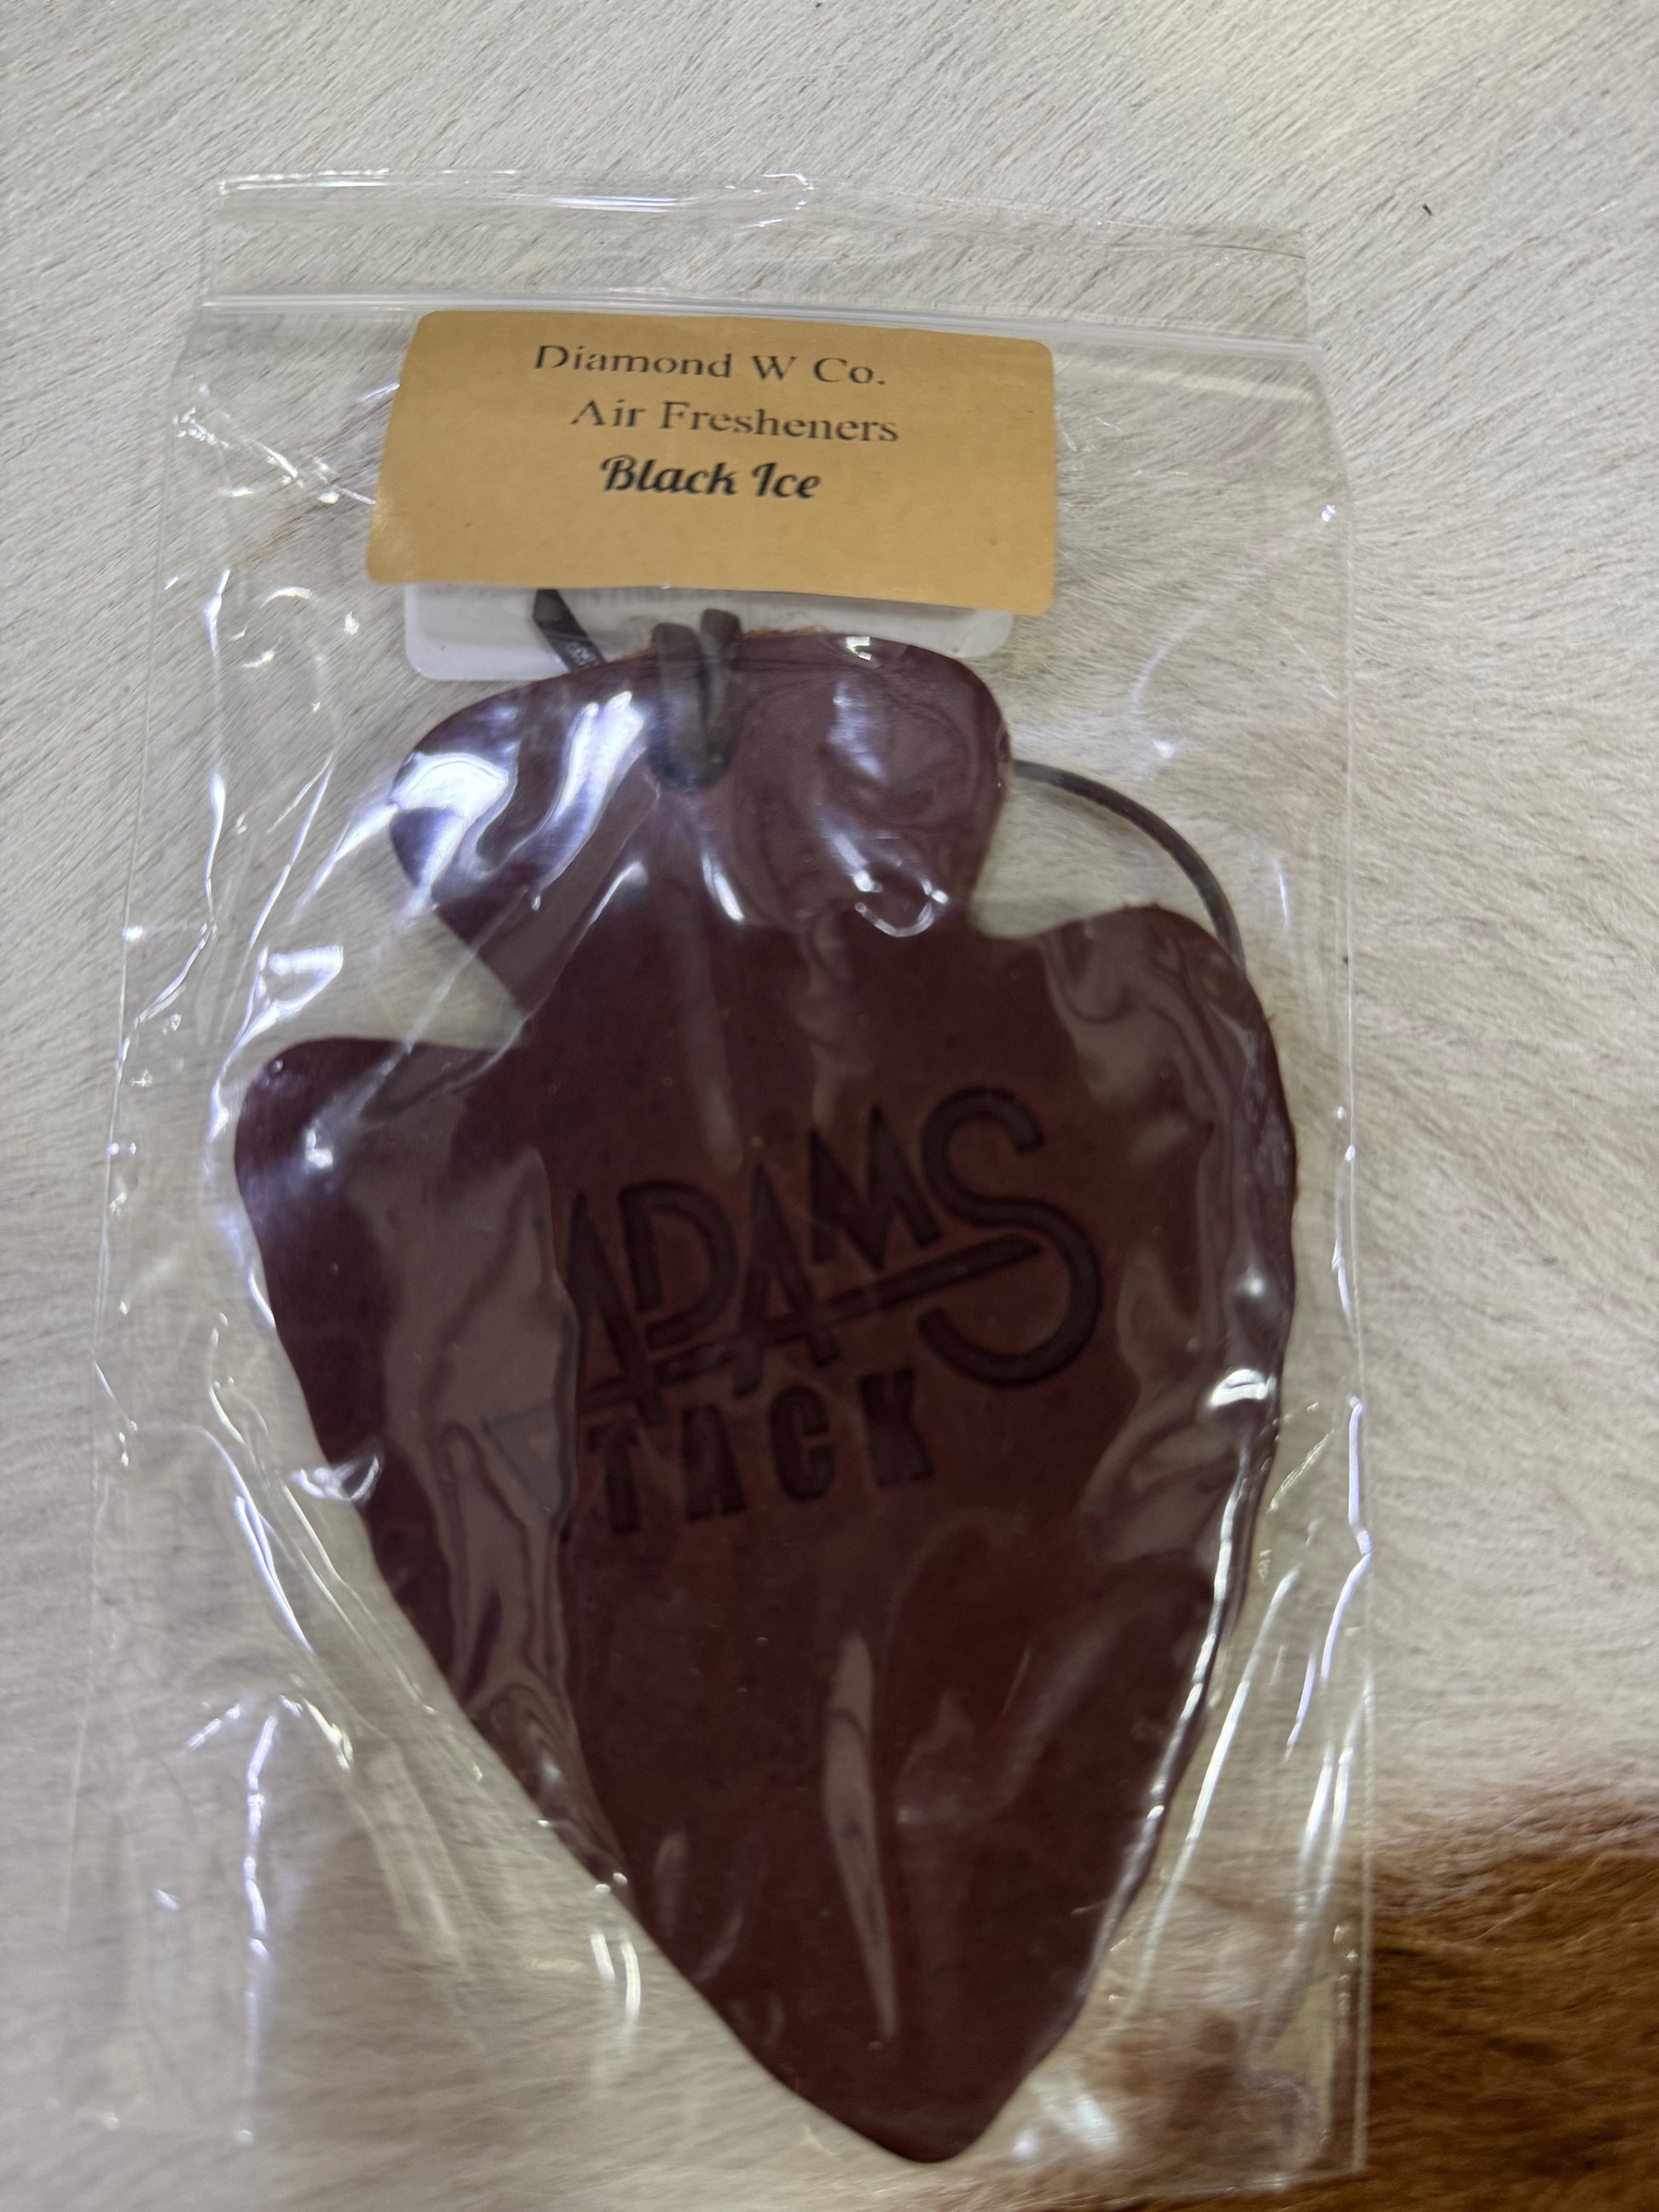 Diamond W Co.
Air Fresheners
Black Ice
ADAMS
TACK